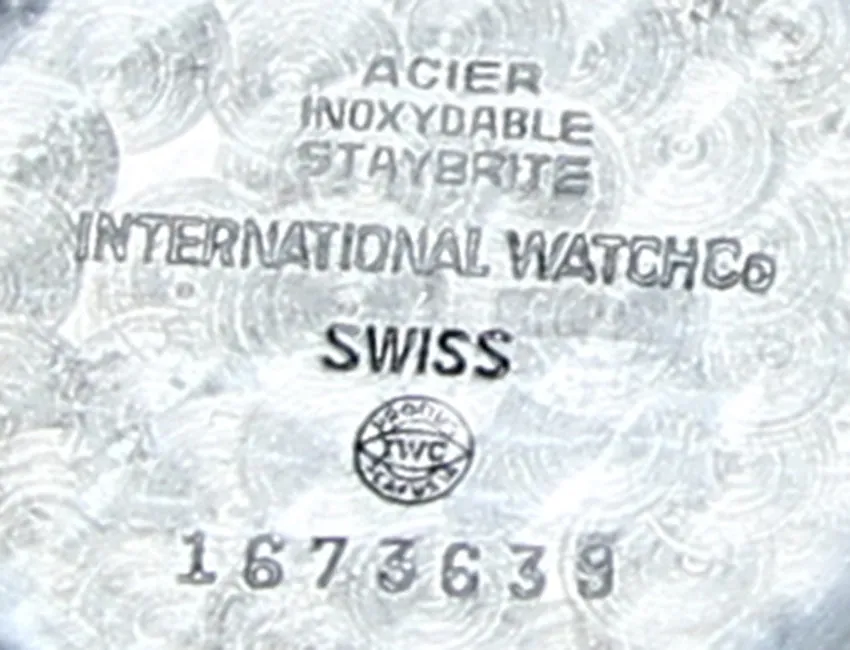 ACIER
INOXYDABLE
STAYBRITE
INTERNATIONAL WATCH Co
SWISS
IWC
1673639